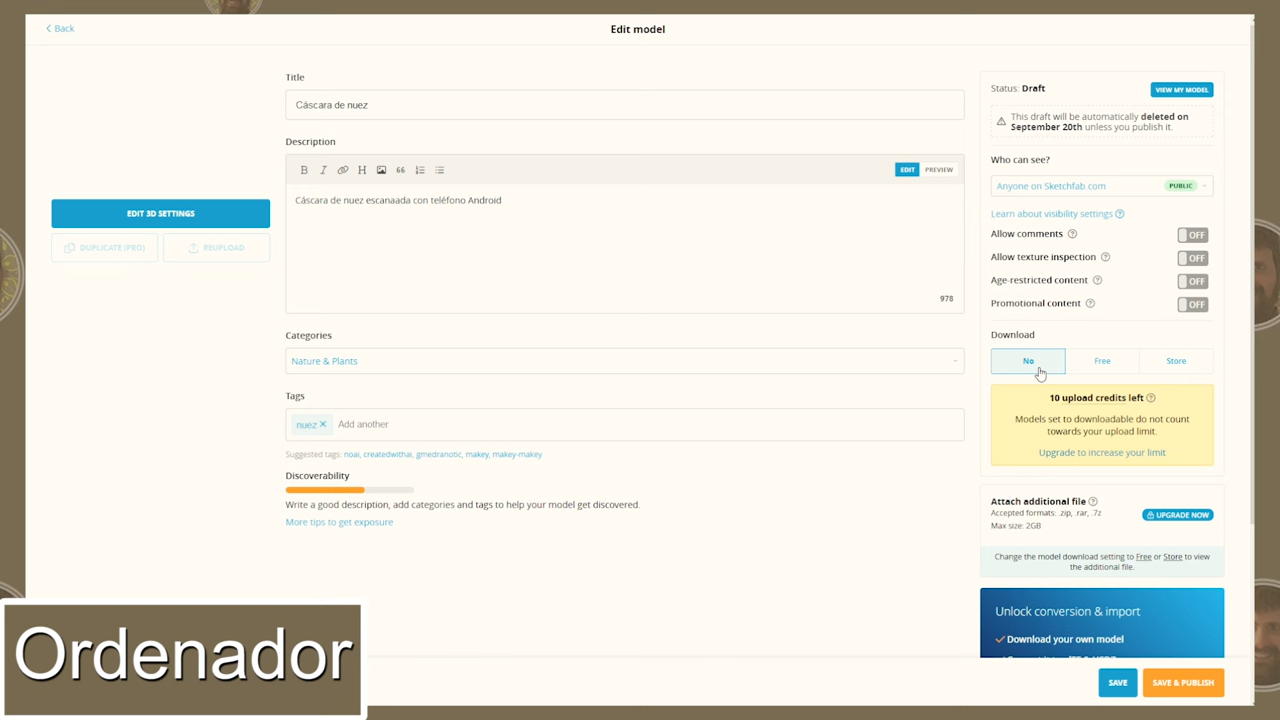 Back
Edit model
Title
Cáscara de nuez
Description
B I H 66
EDIT PREVIEW
Cáscara de nuez escanaada con teléfono Android
978
EDIT 3D SETTINGS
DUPLICATE (PRO) REUPLOAD
Categories
Nature & Plants
Tags
nuez × Add another
Suggested tags: noai, createdwithai, gmedranotic, makey, makey-makey
Discoverability
Write a good description, add categories and tags to help your model get discovered.
More tips to get exposure
Status: Draft
VIEW MY MODEL
This draft will be automatically deleted on
September 20th unless you publish it.
Who can see?
Anyone on Sketchfab.com PUBLIC
Learn about visibility settings
Allow comments OFF
Allow texture inspection OFF
Age-restricted content OFF
Promotional content OFF
Download
No Free Store
10 upload credits left
Models set to downloadable do not count
towards your upload limit.
Upgrade to increase your limit
Attach additional file
Accepted formats: .zip, .rar, .7z
Max size: 2GB
UPGRADE NOW
Change the model download setting to Free or Store to view
the additional file.
Unlock conversion & import
Download your own model
SAVE SAVE & PUBLISH
Ordenador